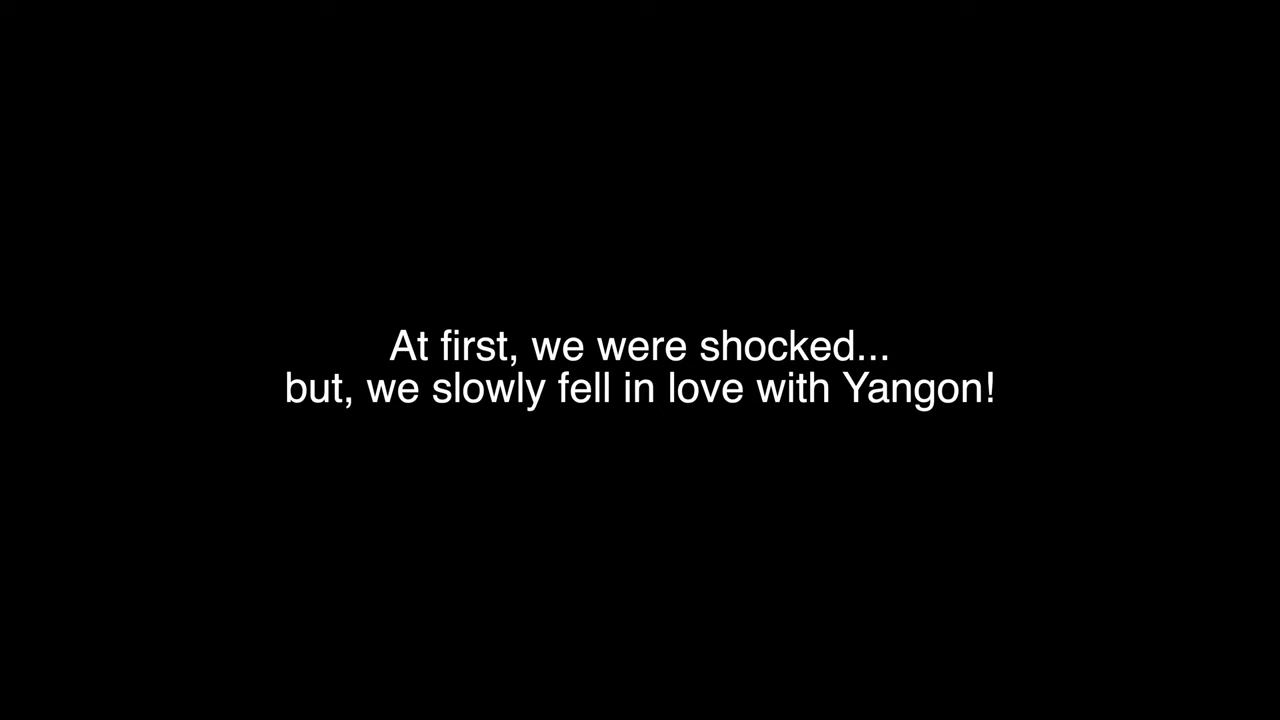 At first, we were shocked...
but, we slowly fell in love with Yangon!